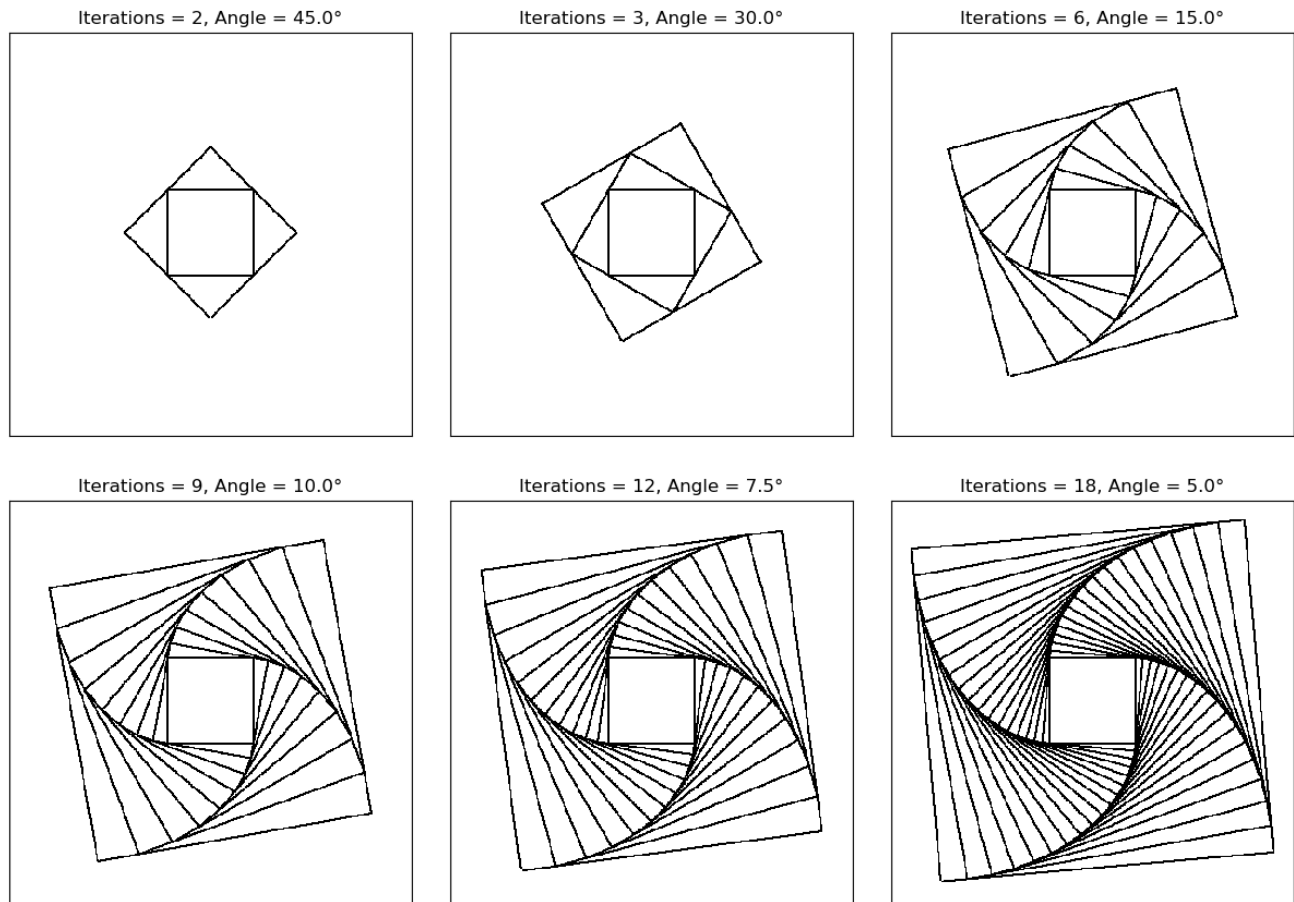 Iterations = 2, Angle = 45.0°
Iterations = 3, Angle = 30.0°
Iterations = 6, Angle = 15.0°
Iterations = 9, Angle = 10.0°
Iterations = 12, Angle = 7.5°
Iterations = 18, Angle = 5.0°